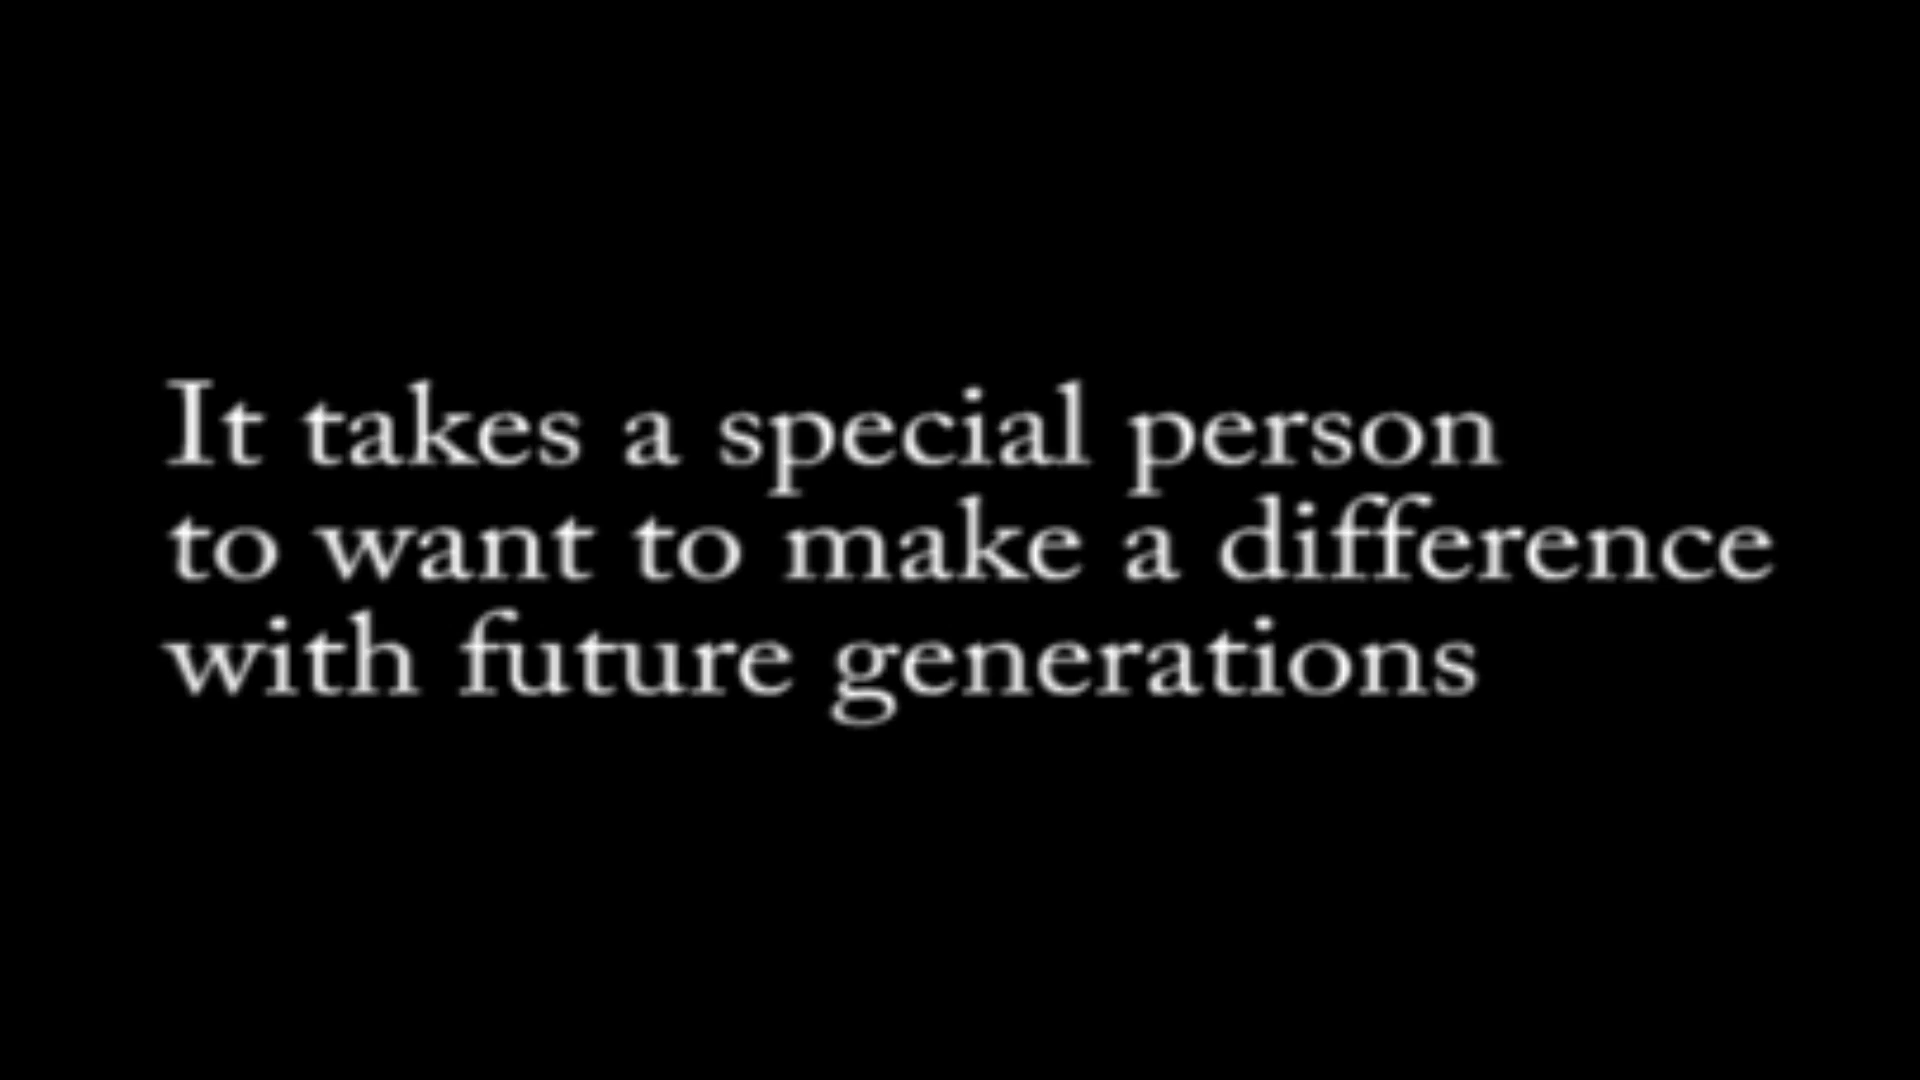 It takes a special person
to want to make a difference
with future generations